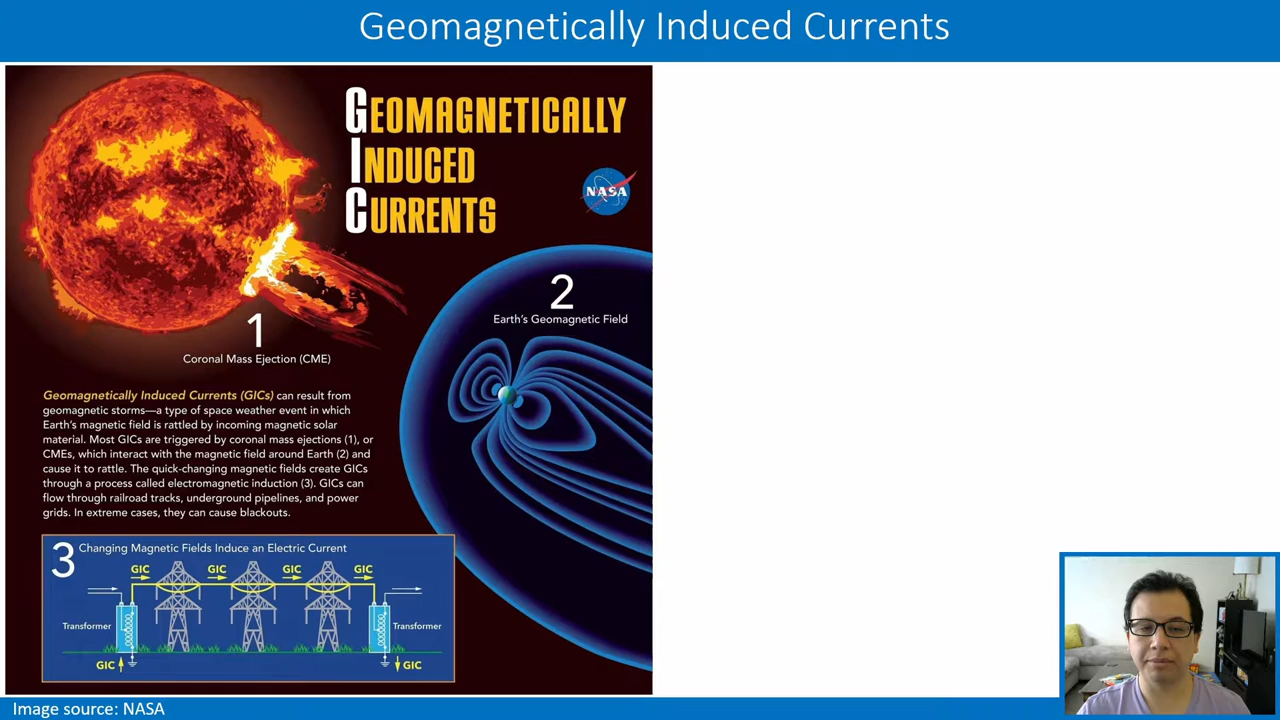 Geomagnetically Induced Currents
GEOMAGNETICALLY
INDUCED
CURRENTS
NASA
1
Coronal Mass Ejection (CME)
2
Earth's Geomagnetic Field
Geomagnetically Induced Currents (GICs) can result from
geomagnetic storms—a type of space weather event in which
Earth's magnetic field is rattled by incoming magnetic solar
material. Most GICs are triggered by coronal mass ejections (1), or
CMEs, which interact with the magnetic field around Earth (2) and
cause it to rattle. The quick-changing magnetic fields create GICs
through a process called electromagnetic induction (3). GICs can
flow through railroad tracks, underground pipelines, and power
grids. In extreme cases, they can cause blackouts.
3 Changing Magnetic Fields Induce an Electric Current
GIC GIC GIC GIC
Transformer Transformer
GIC GIC
Image source: NASA